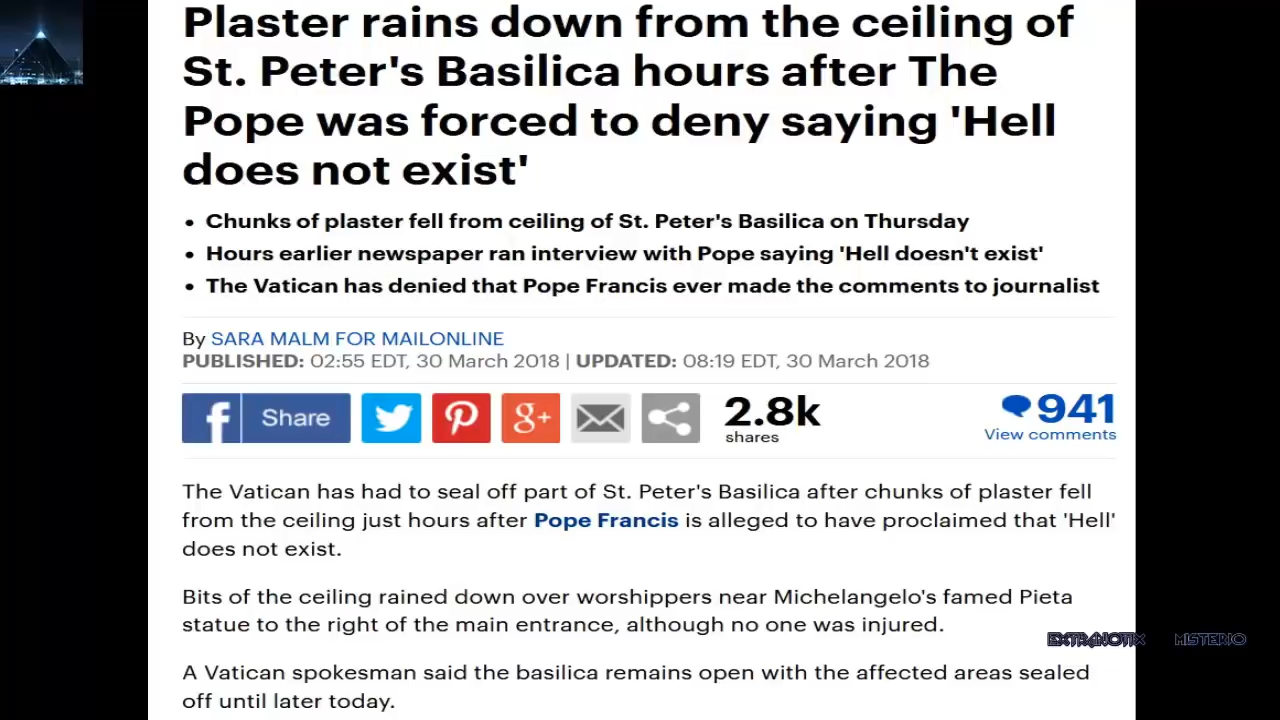 Plaster rains down from the ceiling of
St. Peter's Basilica hours after The
Pope was forced to deny saying 'Hell
does not exist'
• Chunks of plaster fell from ceiling of St. Peter's Basilica on Thursday
• Hours earlier newspaper ran interview with Pope saying 'Hell doesn't exist'
• The Vatican has denied that Pope Francis ever made the comments to journalist
By SARA MALM FOR MAILONLINE
PUBLISHED: 02:55 EDT, 30 March 2018 | UPDATED: 08:19 EDT, 30 March 2018
f Share g+ 2.8k shares 941 View comments
The Vatican has had to seal off part of St. Peter's Basilica after chunks of plaster fell
from the ceiling just hours after Pope Francis is alleged to have proclaimed that 'Hell'
does not exist.
Bits of the ceiling rained down over worshippers near Michelangelo's famed Pieta
statue to the right of the main entrance, although no one was injured.
EXTRANOTIX MISTERIO
A Vatican spokesman said the basilica remains open with the affected areas sealed
off until later today.